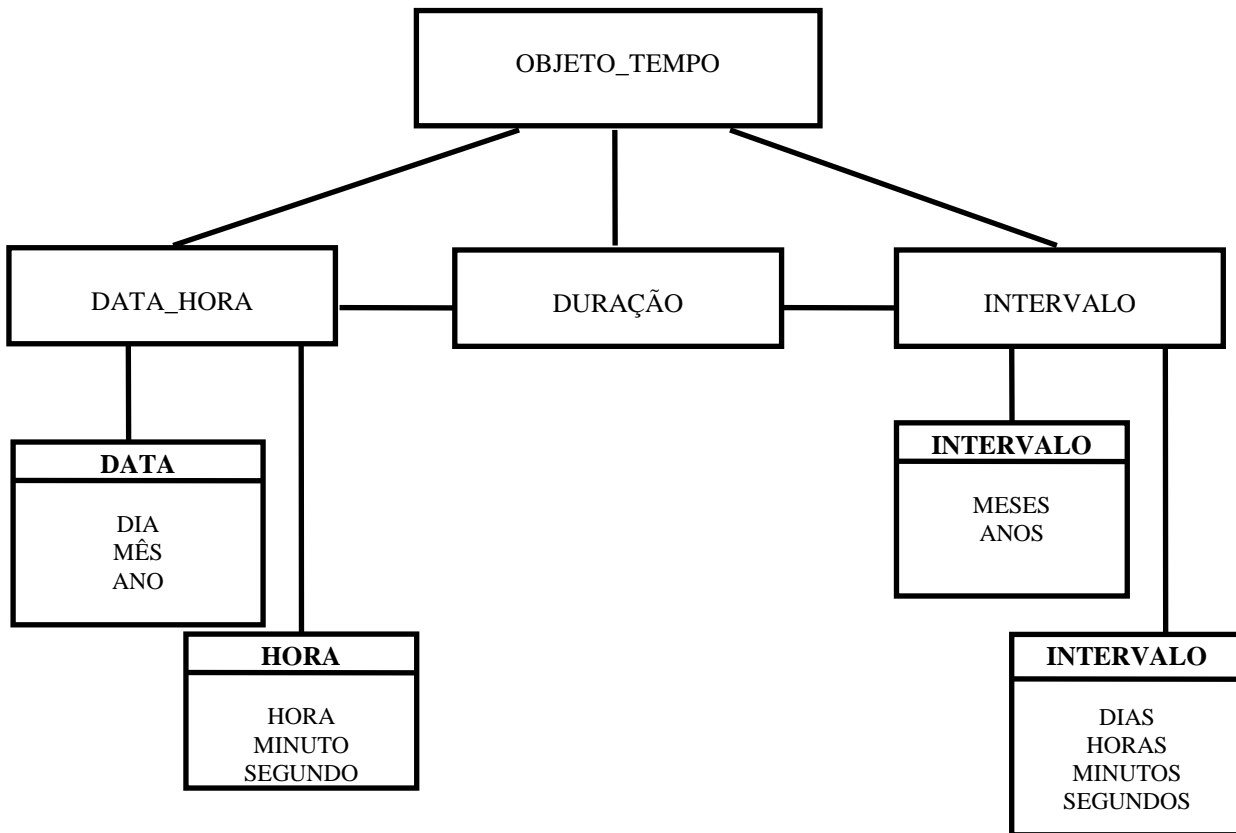 OBJETO_TEMPO
DATA_HORA
DURAÇÃO
INTERVALO
DATA
DIA
MÊS
ANO
HORA
HORA
MINUTO
SEGUNDO
INTERVALO
MESES
ANOS
INTERVALO
DIAS
HORAS
MINUTOS
SEGUNDOS